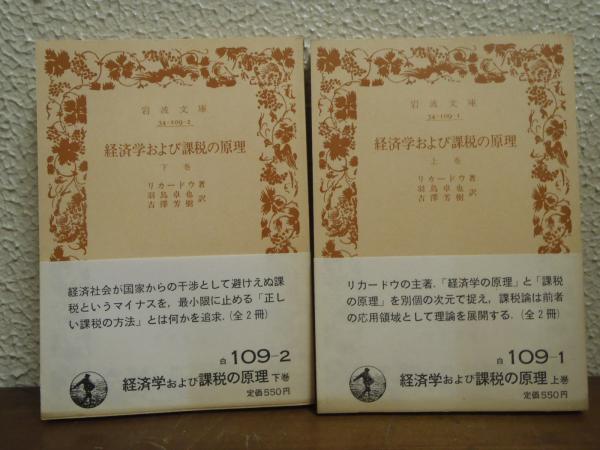 岩波文庫
34-109-2
経済学および課税の原理
下巻
リカードウ著
羽鳥卓也
吉澤芳樹訳
経済社会が国家からの干渉として避けえぬ課
税というマイナスを，最小限に止める「正し
い課税の方法」とは何かを追求．（全2冊）
白 109-2
経済学および課税の原理 下巻
定価550円
岩波文庫
34-109-1
経済学および課税の原理
上巻
リカードウ著
羽鳥卓也
吉澤芳樹訳
リカードウの主著．「経済学の原理」と「課税
の原理」を別個の次元で捉え，課税論は前者
の応用領域として理論を展開する．（全2冊）
白 109-1
経済学および課税の原理 上巻
定価550円